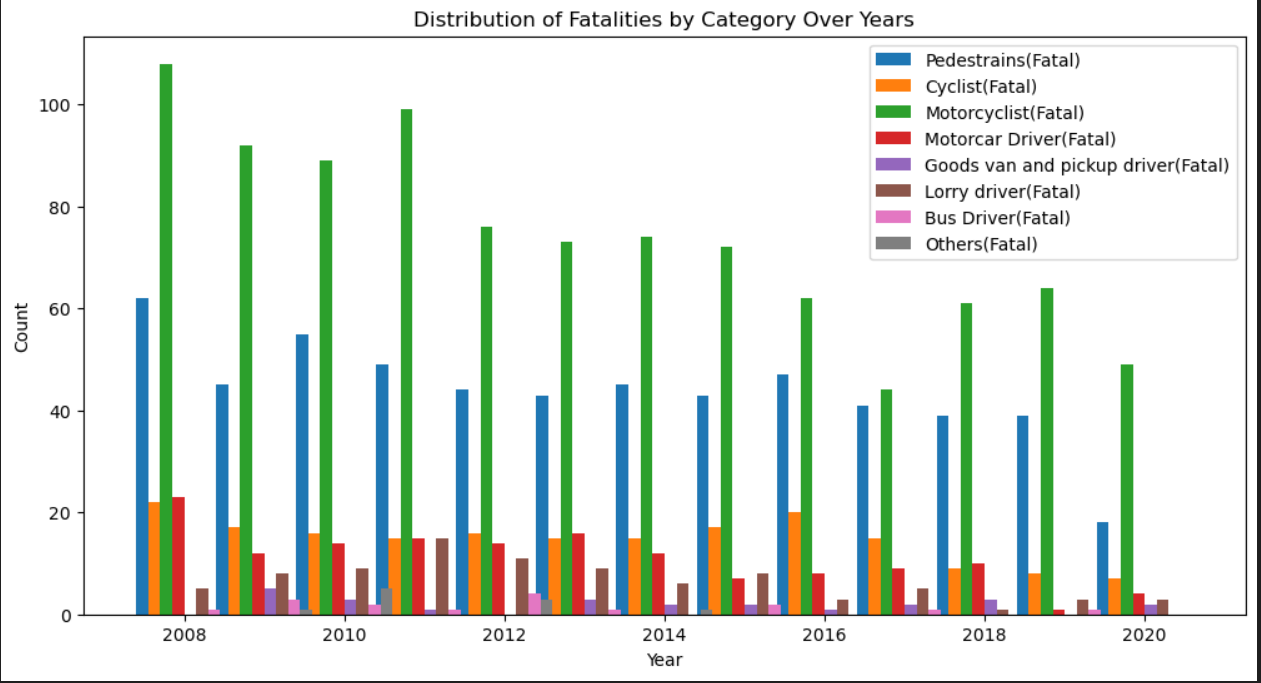 Distribution of Fatalities by Category Over Years
Pedestrains(Fatal)
Cyclist(Fatal)
Motorcyclist(Fatal)
Motorcar Driver(Fatal)
Goods van and pickup driver(Fatal)
Lorry driver(Fatal)
Bus Driver(Fatal)
Others(Fatal)
Count
100
80
60
40
20
0
2008 2010 2012 2014 2016 2018 2020
Year